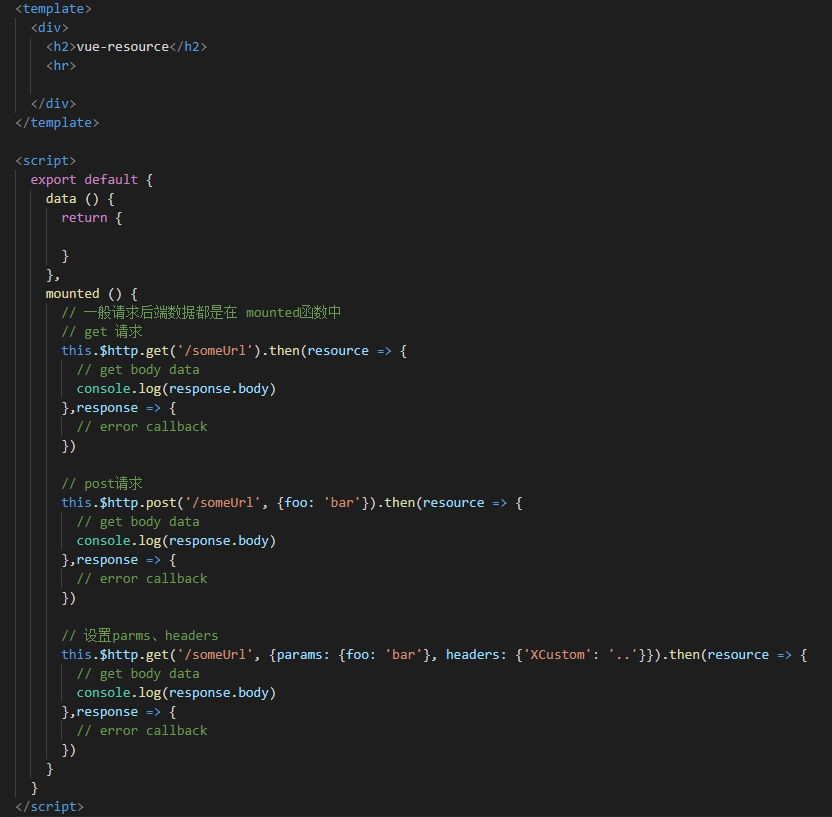 <template>
<div>
<h2>vue-resource</h2>
<hr>
</div>
</template>
<script>
export default {
data () {
return {
}
},
mounted () {
// 一般请求后端数据都是在 mounted函数中
// get 请求
this.$http.get('/someUrl').then(resource => {
// get body data
console.log(response.body)
},response => {
// error callback
})
// post请求
this.$http.post('/someUrl', {foo: 'bar'}).then(resource => {
// get body data
console.log(response.body)
},response => {
// error callback
})
// 设置parms、headers
this.$http.get('/someUrl', {params: {foo: 'bar'}, headers: {'XCustom': '..'}}).then(resource => {
// get body data
console.log(response.body)
},response => {
// error callback
})
}
}
</script>